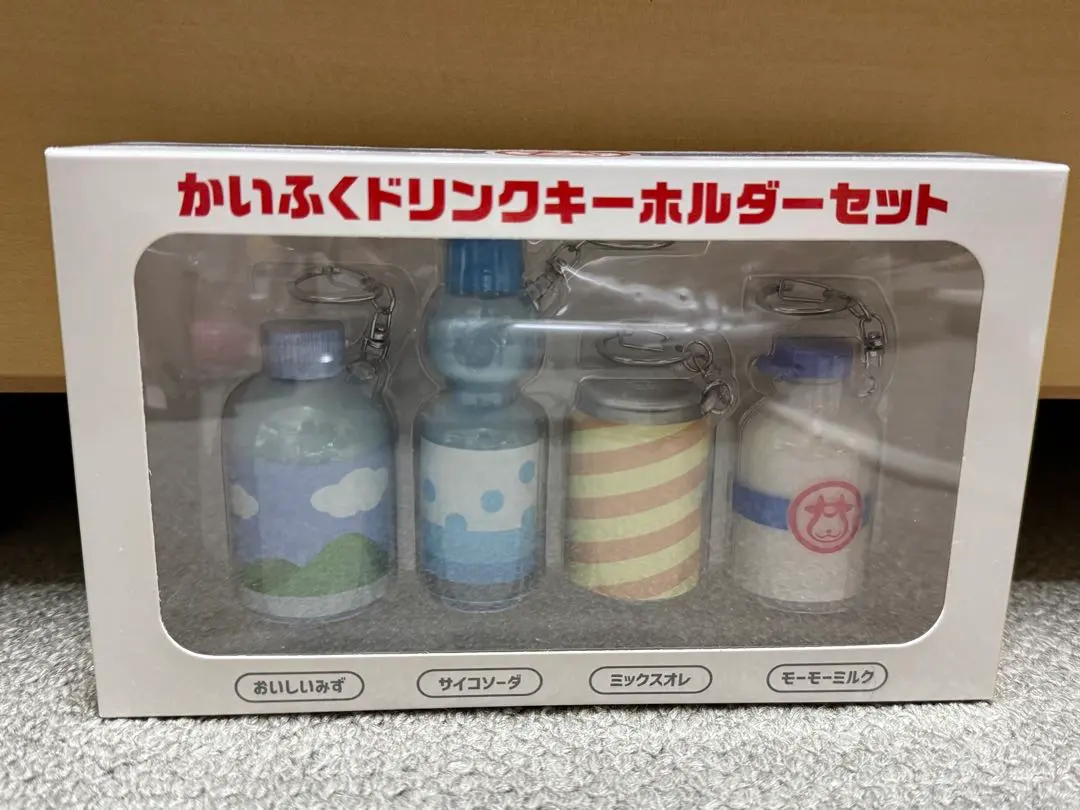 かいふくドリンクキーホルダーセット
おいしいみず
サイコソーダ
ミックスオレ
モーモーミルク